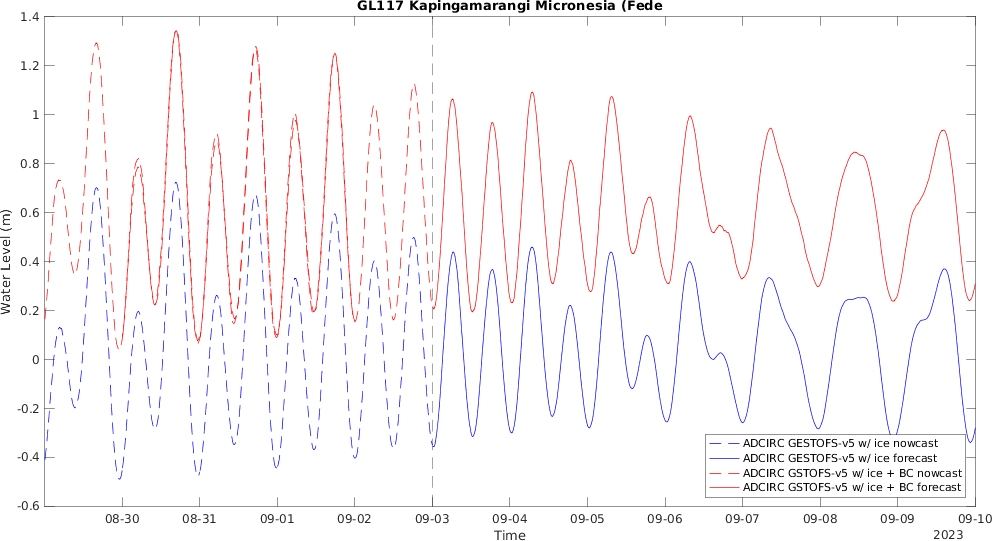 GL117 Kapingamarangi Micronesia (Fede
Water Level (m)
1.4
1.2
1
0.8
0.6
0.4
0.2
0
-0.2
-0.4
-0.6
08-30 08-31 09-01 09-02 09-03 09-04 09-05 09-06 09-07 09-08 09-09 09-10
Time
2023
ADCIRC GESTOFS-v5 w/ ice nowcast
ADCIRC GESTOFS-v5 w/ ice forecast
ADCIRC GSTOFS-v5 w/ ice + BC nowcast
ADCIRC GSTOFS-v5 w/ ice + BC forecast